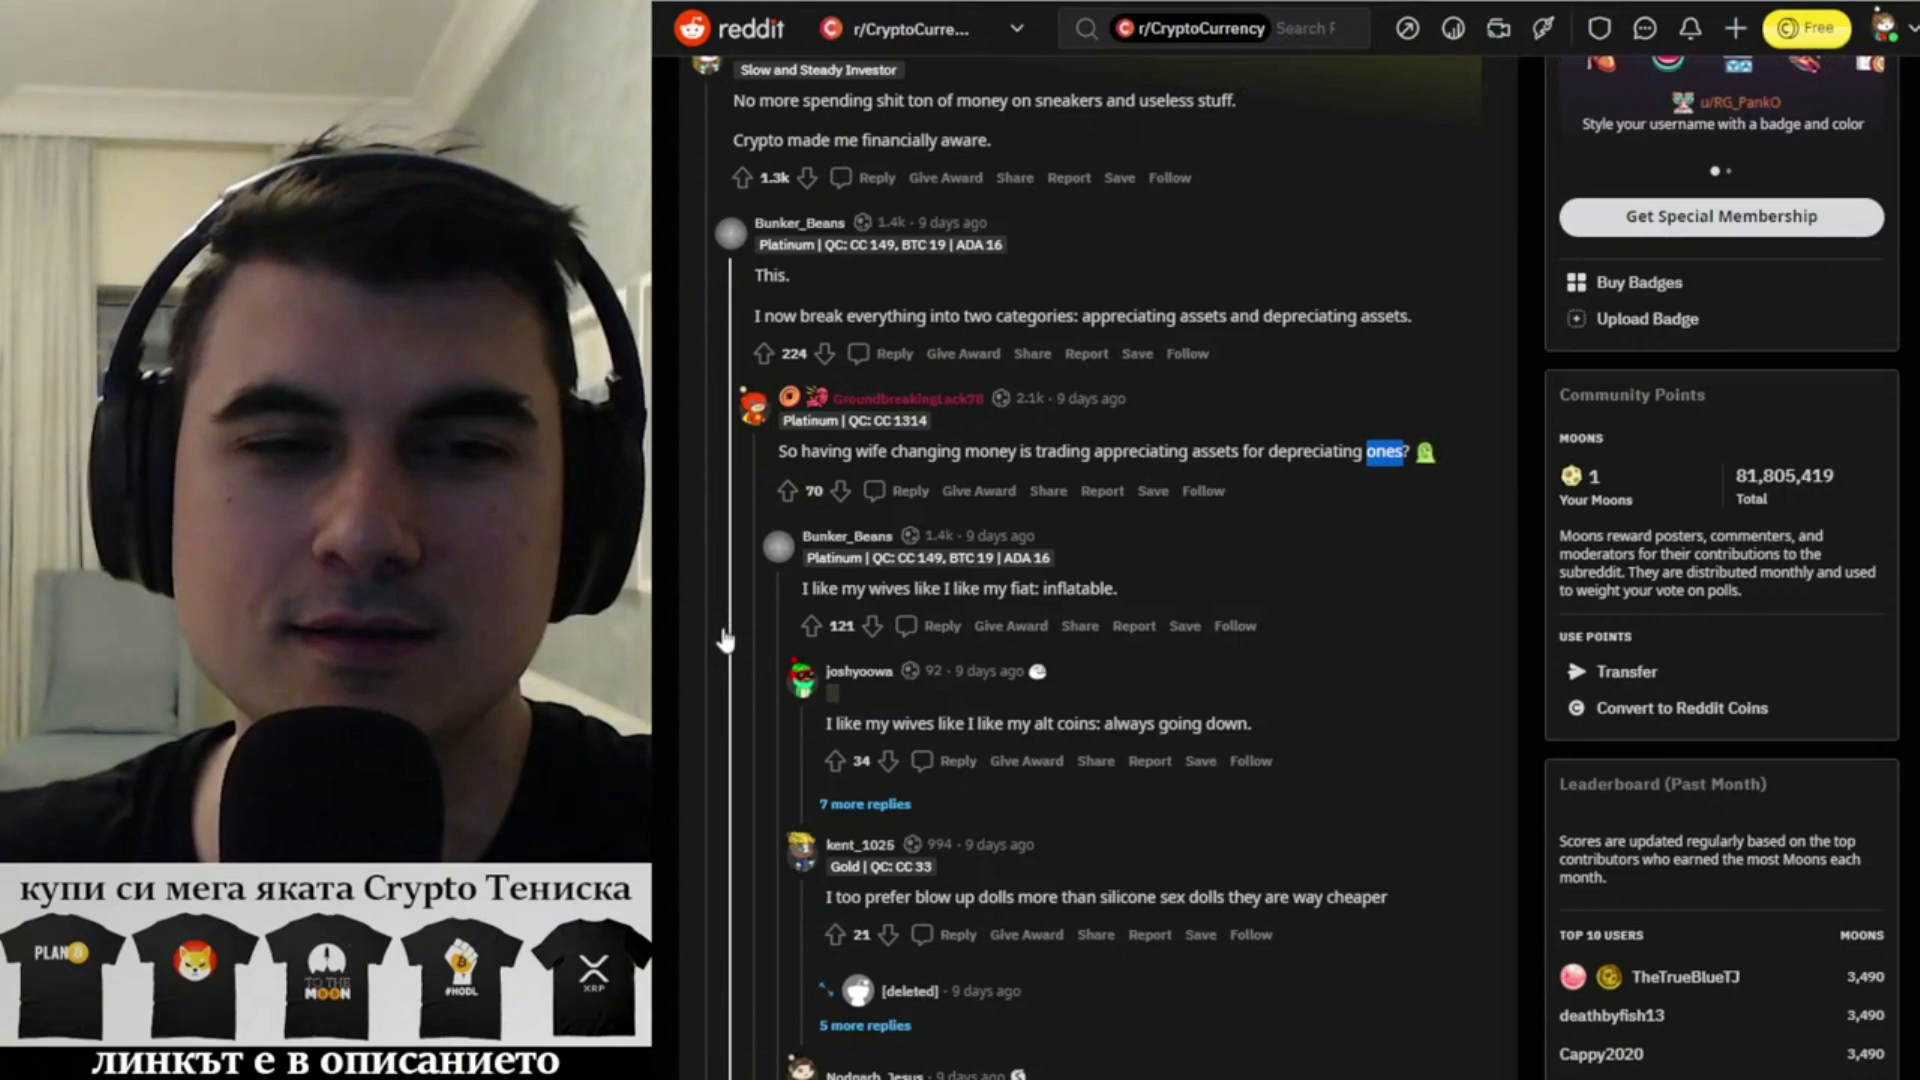 reddit
r/CryptoCurre...
r/CryptoCurrency
Free
Slow and Steady Investor
No more spending shit ton of money on sneakers and useless stuff.
Crypto made me financially aware.
1.3k Reply Give Award Share Report Save Follow
Bunker_Beans 1.4k · 9 days ago
Platinum | QC: CC 149, BTC 19 | ADA 16
This.
I now break everything into two categories: appreciating assets and depreciating assets.
224 Reply Give Award Share Report Save Follow
GroundbreakingLack78 2.1k · 9 days ago
Platinum | QC: CC 1314
So having wife changing money is trading appreciating assets for depreciating ones?
70 Reply Give Award Share Report Save Follow
Bunker_Beans 1.4k · 9 days ago
Platinum | QC: CC 149, BTC 19 | ADA 16
I like my wives like I like my fiat: inflatable.
121 Reply Give Award Share Report Save Follow
joshyoowa 92 · 9 days ago
I like my wives like I like my alt coins: always going down.
34 Reply Give Award Share Report Save Follow
7 more replies
kent_1025 994 · 9 days ago
Gold | QC: CC 33
I too prefer blow up dolls more than silicone sex dolls they are way cheaper
21 Reply Give Award Share Report Save Follow
[deleted] · 9 days ago
5 more replies
9 days ago
u/RG_PankO
Style your username with a badge and color
Get Special Membership
Buy Badges
Upload Badge
Community Points
MOONS
1 81,805,419
Your Moons Total
Moons reward posters, commenters, and
moderators for their contributions to the
subreddit. They are distributed monthly and used
to weight your vote on polls.
USE POINTS
Transfer
Convert to Reddit Coins
Leaderboard (Past Month)
Scores are updated regularly based on the top
contributors who earned the most Moons each
month.
TOP 10 USERS MOONS
TheTrueBlueTJ 3,490
deathbyfish13 3,490
Cappy2020 3,490
купи си мега яката Crypto Тениска
PLAN B
TO THE
MOON
#HODL
XRP
линкът е в описанието